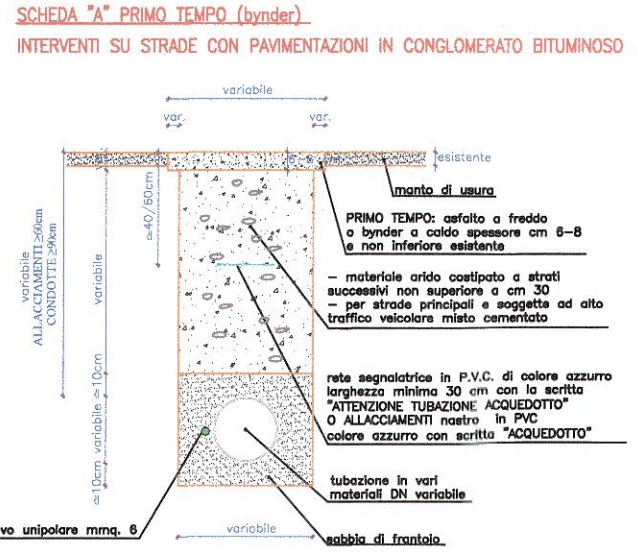 SCHEDA "A" PRIMO TEMPO (bynder)
INTERVENTI SU STRADE CON PAVIMENTAZIONI IN CONGLOMERATO BITUMINOSO
variabile
var.
var.
esistente
manto di usura
≃40/60cm
PRIMO TEMPO: asfalto a freddo
o bynder a caldo spessore cm 6-8
e non inferiore esistente
variabile
ALLACCIAMENTI ≥60cm
CONDOTTE ≥90cm
variabile
- materiale arido costipato a strati
successivi non superiore a cm 30
- per strade principali e soggette ad alto
traffico veicolare misto cementato
rete segnalatrice in P.V.C. di colore azzurro
larghezza minima 30 cm con la scritta
"ATTENZIONE TUBAZIONE ACQUEDOTTO"
O ALLACCIAMENTI nastro in PVC
colore azzurro con scritta "ACQUEDOTTO"
≃10cm variabile ≃10cm
tubazione in vari
materiali DN variabile
vo unipolare mmq. 6
variabile
sabbia di frantoio